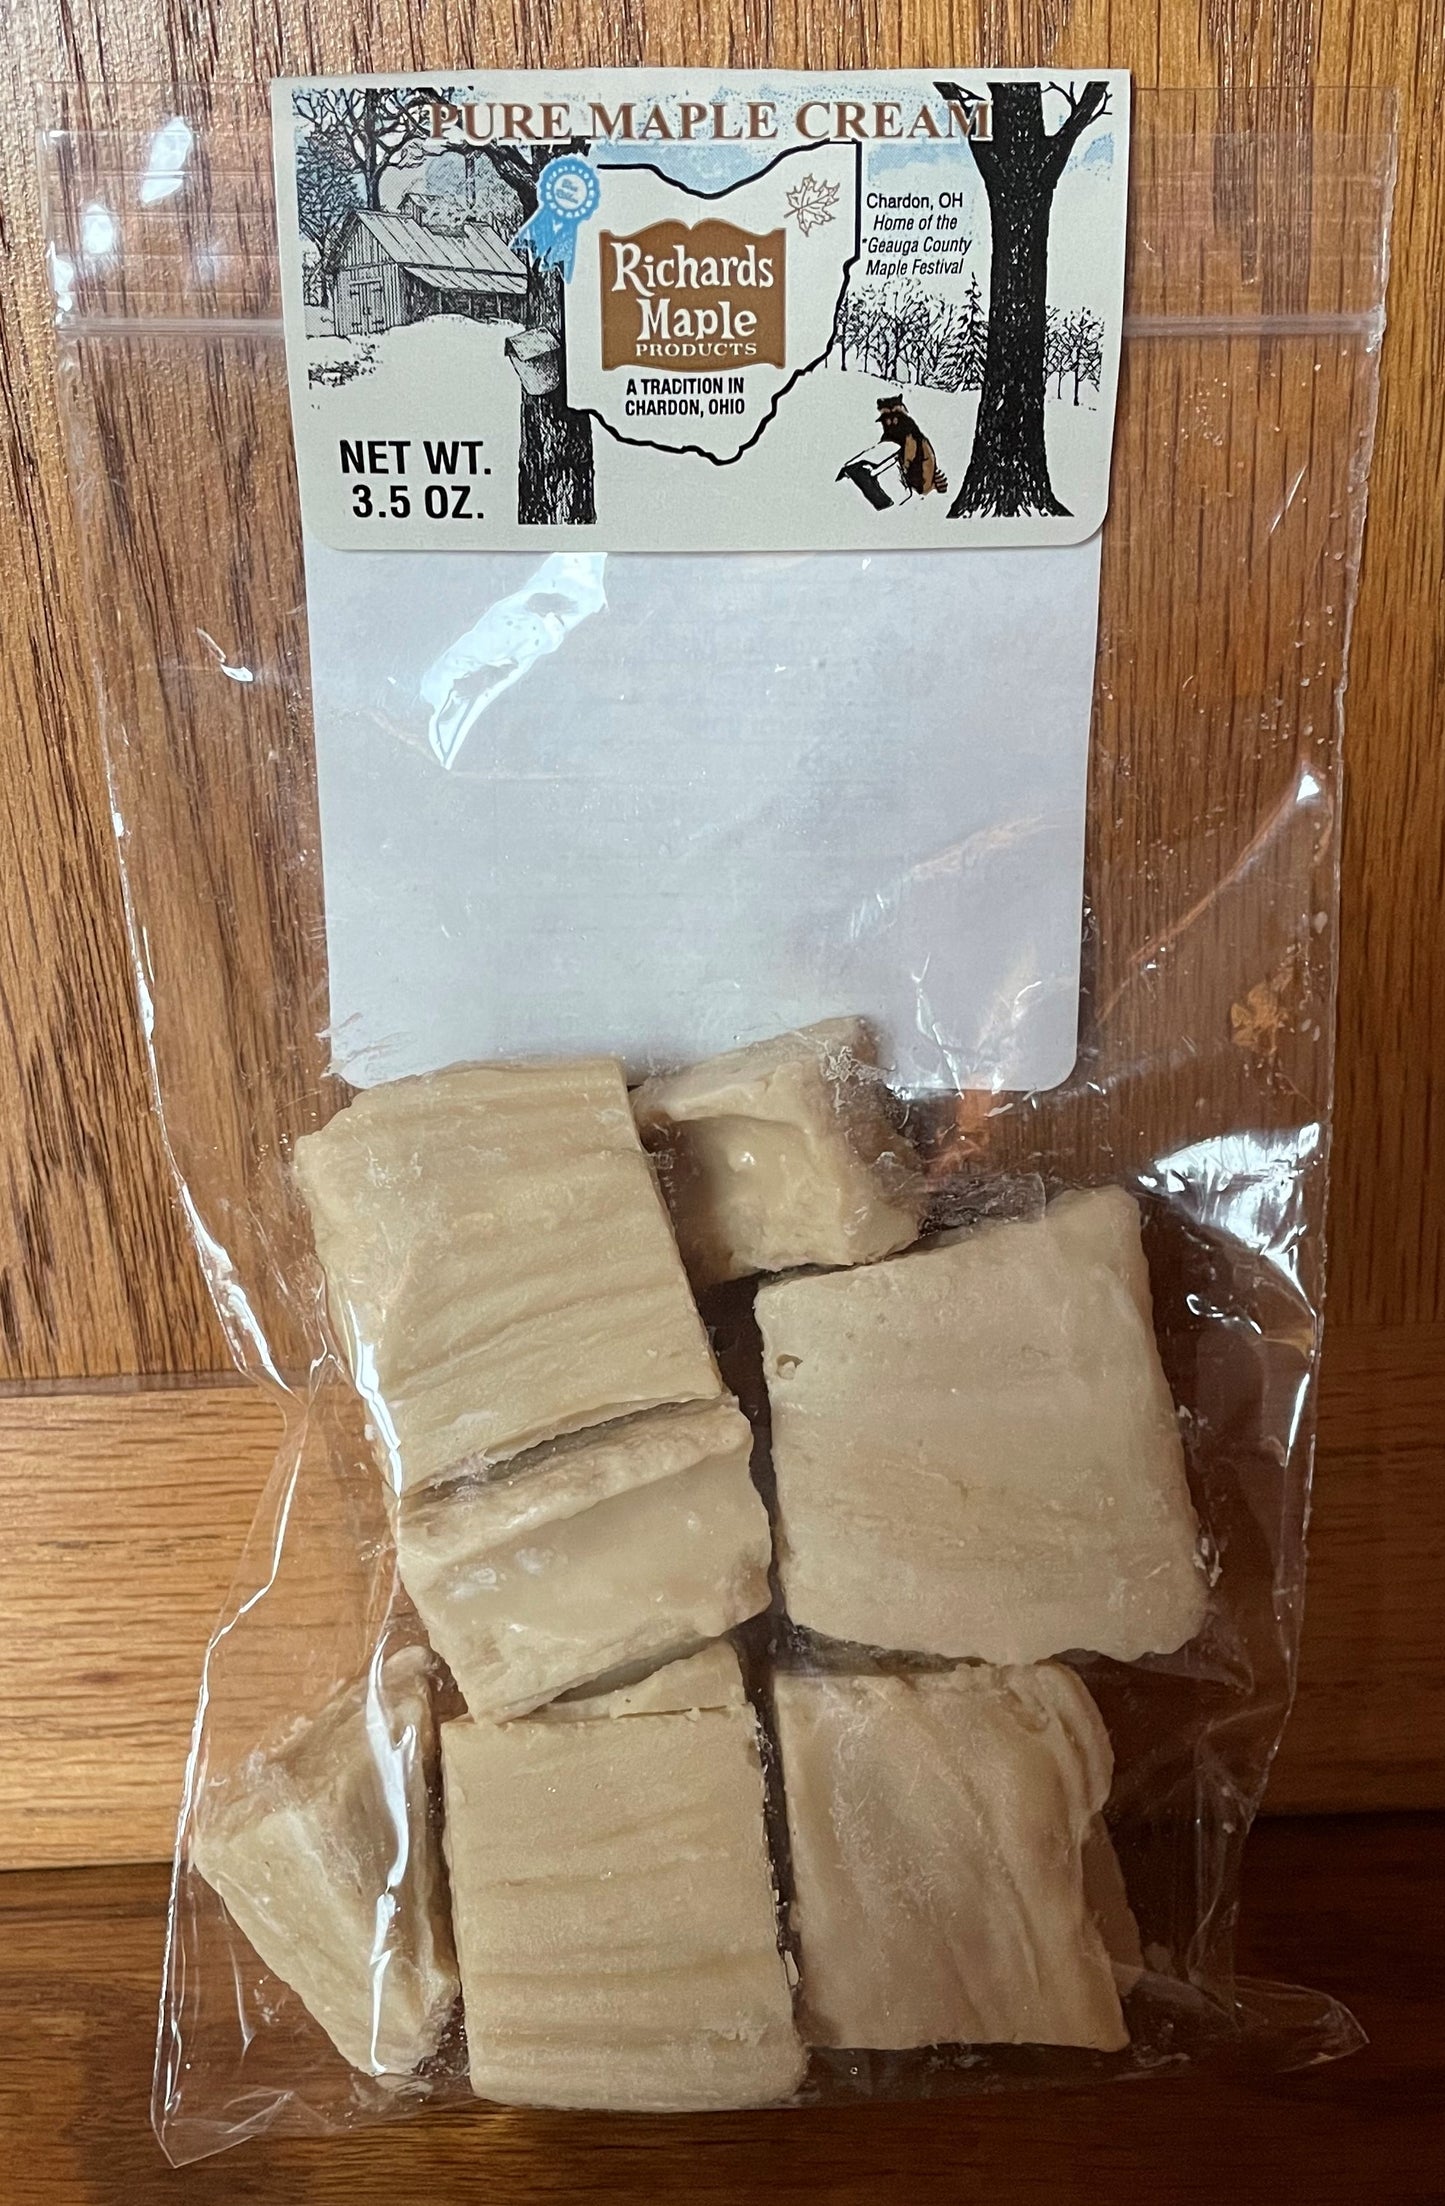 PURE MAPLE CREAM
Richards
Maple
PRODUCTS
A TRADITION IN
CHARDON, OHIO
Chardon, OH
Home of the
"Geauga County
Maple Festival
NET WT.
3.5 OZ.